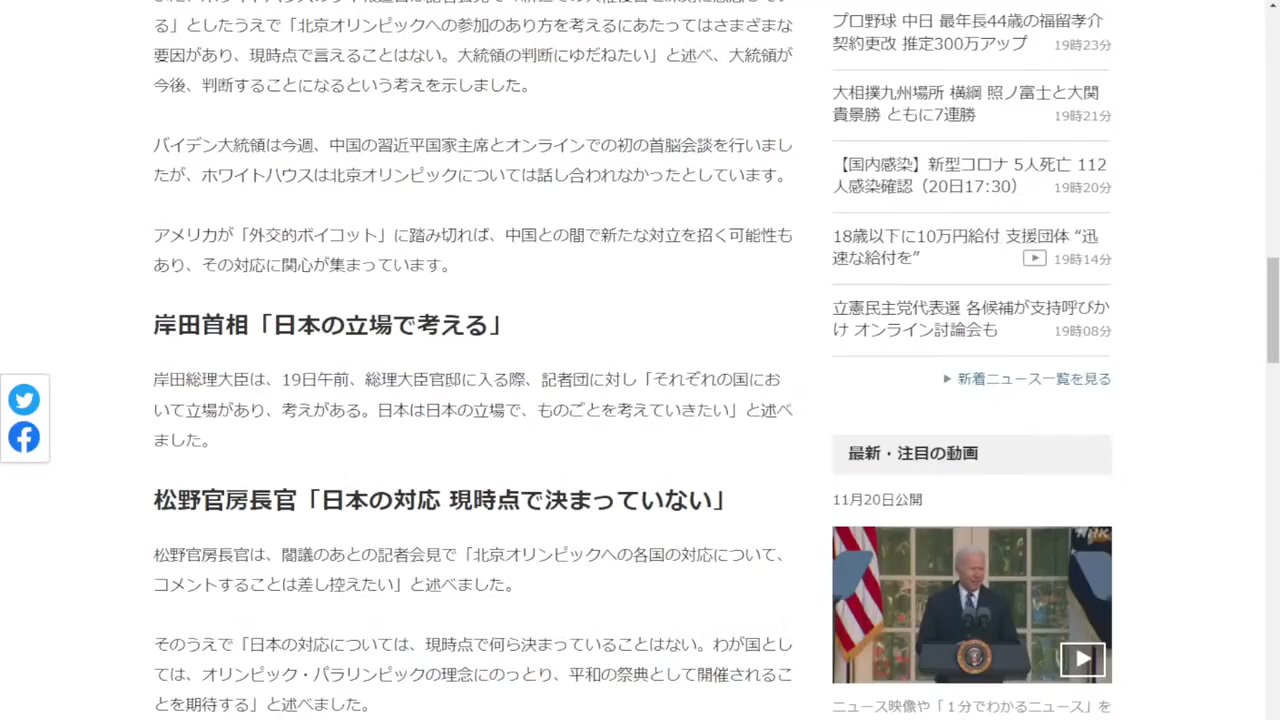 る」としたうえで「北京オリンピックへの参加のあり方を考えるにあたってはさまざまな
要因があり、現時点で言えることはない。大統領の判断にゆだねたい」と述べ、大統領が
今後、判断することになるという考えを示しました。
バイデン大統領は今週、中国の習近平国家主席とオンラインでの初の首脳会談を行いまし
たが、ホワイトハウスは北京オリンピックについては話し合われなかったとしています。
アメリカが「外交的ボイコット」に踏み切れば、中国との間で新たな対立を招く可能性も
あり、その対応に関心が集まっています。
岸田首相「日本の立場で考える」
岸田総理大臣は、19日午前、総理大臣官邸に入る際、記者団に対し「それぞれの国にお
いて立場があり、考えがある。日本は日本の立場で、ものごとを考えていきたい」と述べ
ました。
松野官房長官「日本の対応 現時点で決まっていない」
松野官房長官は、閣議のあとの記者会見で「北京オリンピックへの各国の対応について、
コメントすることは差し控えたい」と述べました。
そのうえで「日本の対応については、現時点で何ら決まっていることはない。わが国とし
ては、オリンピック・パラリンピックの理念にのっとり、平和の祭典として開催されるこ
とを期待する」と述べました。
プロ野球 中日 最年長44歳の福留孝介
契約更改 推定300万アップ 19時23分
大相撲九州場所 横綱 照ノ富士と大関
貴景勝 ともに7連勝 19時21分
【国内感染】新型コロナ 5人死亡 112
人感染確認（20日17:30） 19時20分
18歳以下に10万円給付 支援団体 “迅
速な給付を” 19時14分
立憲民主党代表選 各候補が支持呼びか
け オンライン討論会も 19時08分
新着ニュース一覧を見る
最新・注目の動画
11月20日公開
NHK
ニュース映像や「１分でわかるニュース」を